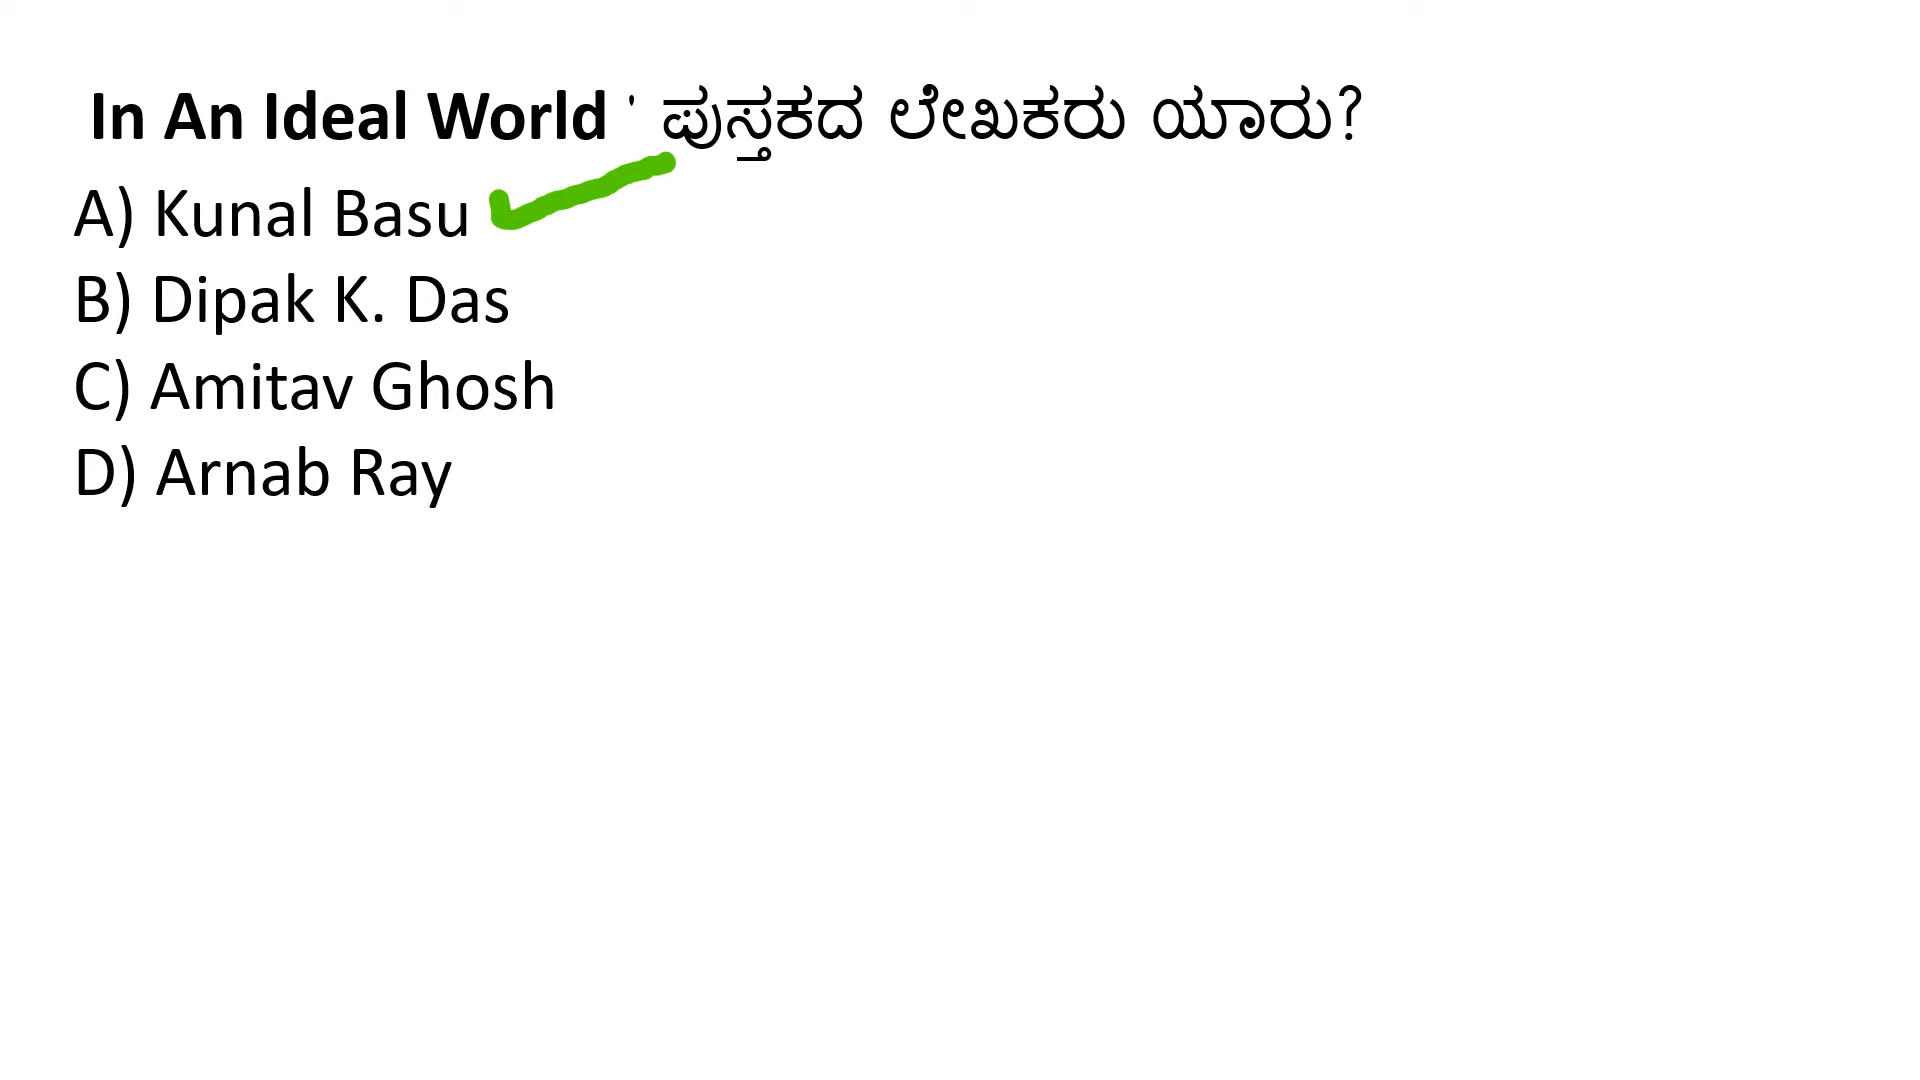 In An Ideal World ' ಪುಸ್ತಕದ ಲೇಖಕರು ಯಾರು?
A) Kunal Basu
B) Dipak K. Das
C) Amitav Ghosh
D) Arnab Ray